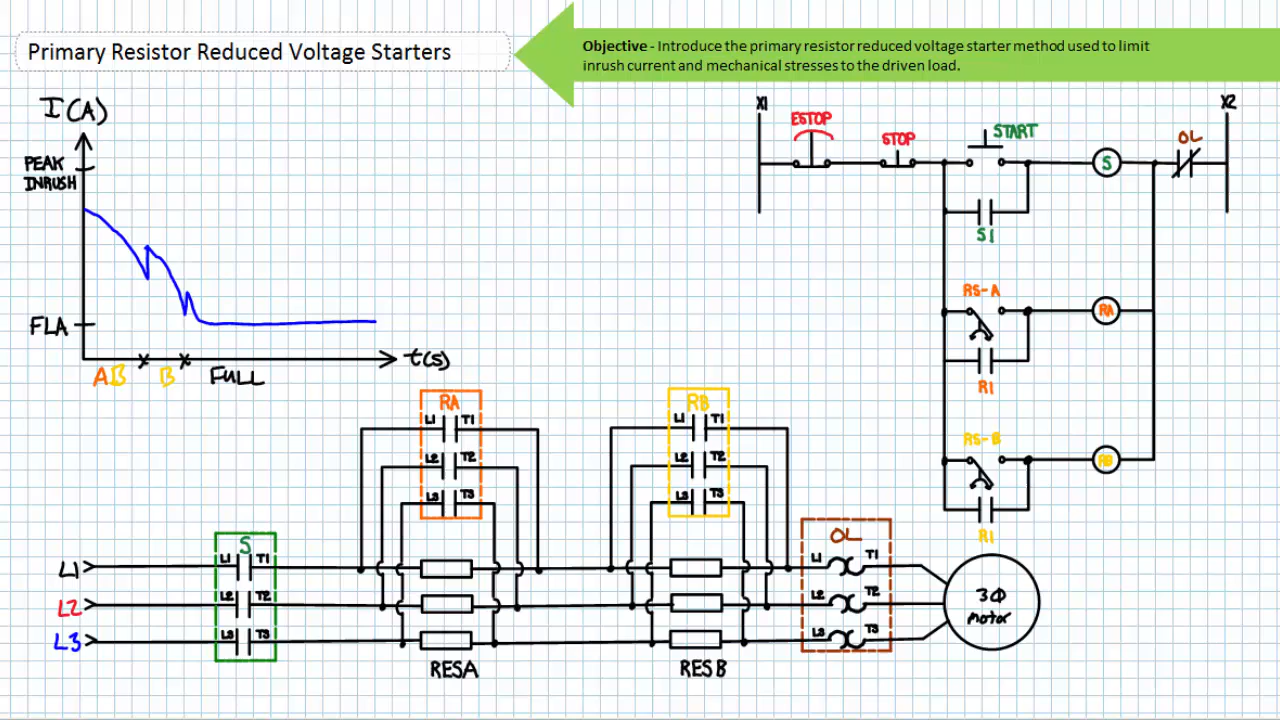 Primary Resistor Reduced Voltage Starters
Objective - Introduce the primary resistor reduced voltage starter method used to limit
inrush current and mechanical stresses to the driven load.
I(A)
PEAK
INRUSH
FLA
AB
B
FULL
t(s)
X1
X2
ESTOP
STOP
START
S
OL
S1
RS-A
RA
R1
RS-B
RB
R1
RA
L1 T1
L2 T2
L3 T3
RB
L1 T1
L2 T2
L3 T3
S
L1 T1
L2 T2
L3 T3
OL
L1 T1
L2 T2
L3 T3
L1
L2
L3
RESA
RESB
3Φ
motor